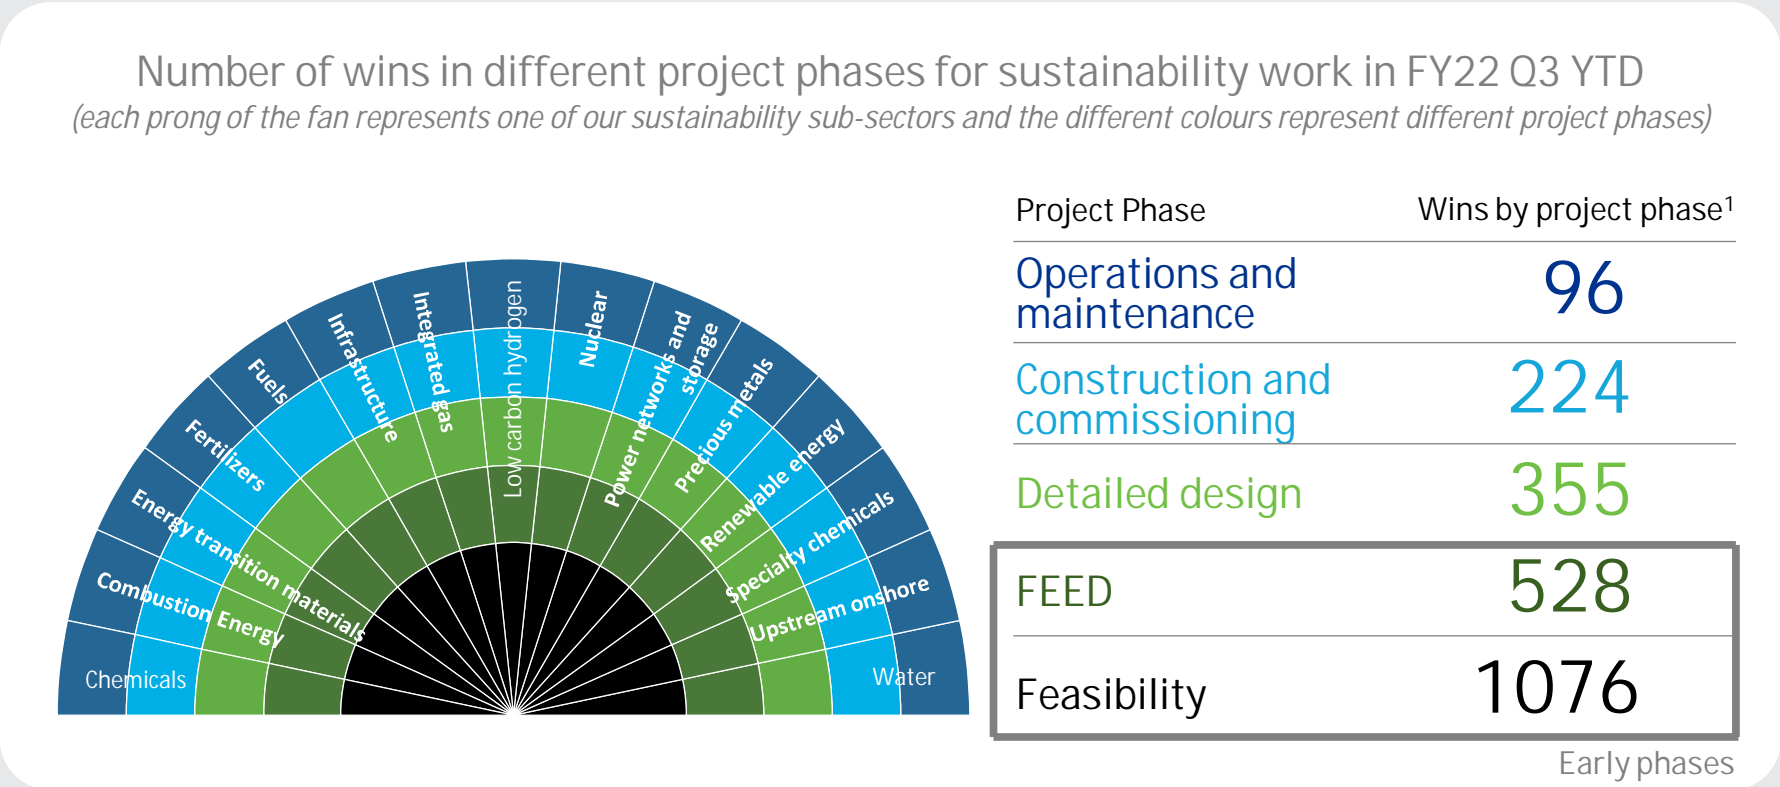 Number of wins in different project phases for sustainability work in FY22 Q3 YTD
(each prong of the fan represents one of our sustainability sub-sectors and the different colours represent different project phases)
Chemicals
Combustion Energy
Energy transition materials
Fertilizers
Fuels
Infrastructure
Integrated gas
Low carbon hydrogen
Nuclear
Power networks and
storage
Precious metals
Renewable energy
Specialty chemicals
Upstream onshore
Water
Project Phase Wins by project phase¹
Operations and
maintenance
96
Construction and
commissioning
224
Detailed design 355
FEED 528
Feasibility 1076
Early phases